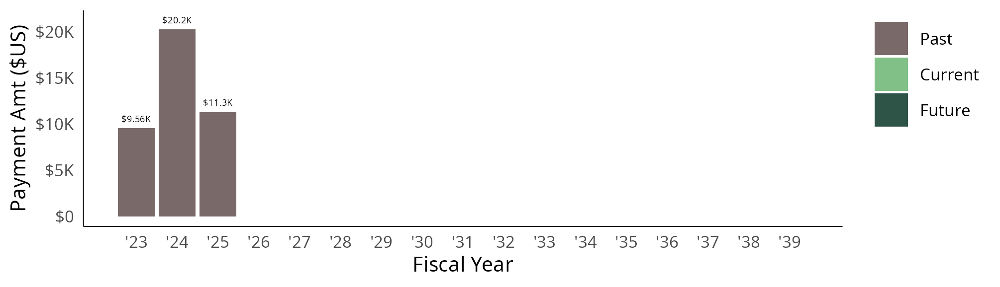 Payment Amt ($US)
$20K
$15K
$10K
$5K
$0
$9.56K
$20.2K
$11.3K
'23 '24 '25 '26 '27 '28 '29 '30 '31 '32 '33 '34 '35 '36 '37 '38 '39
Fiscal Year
Past
Current
Future